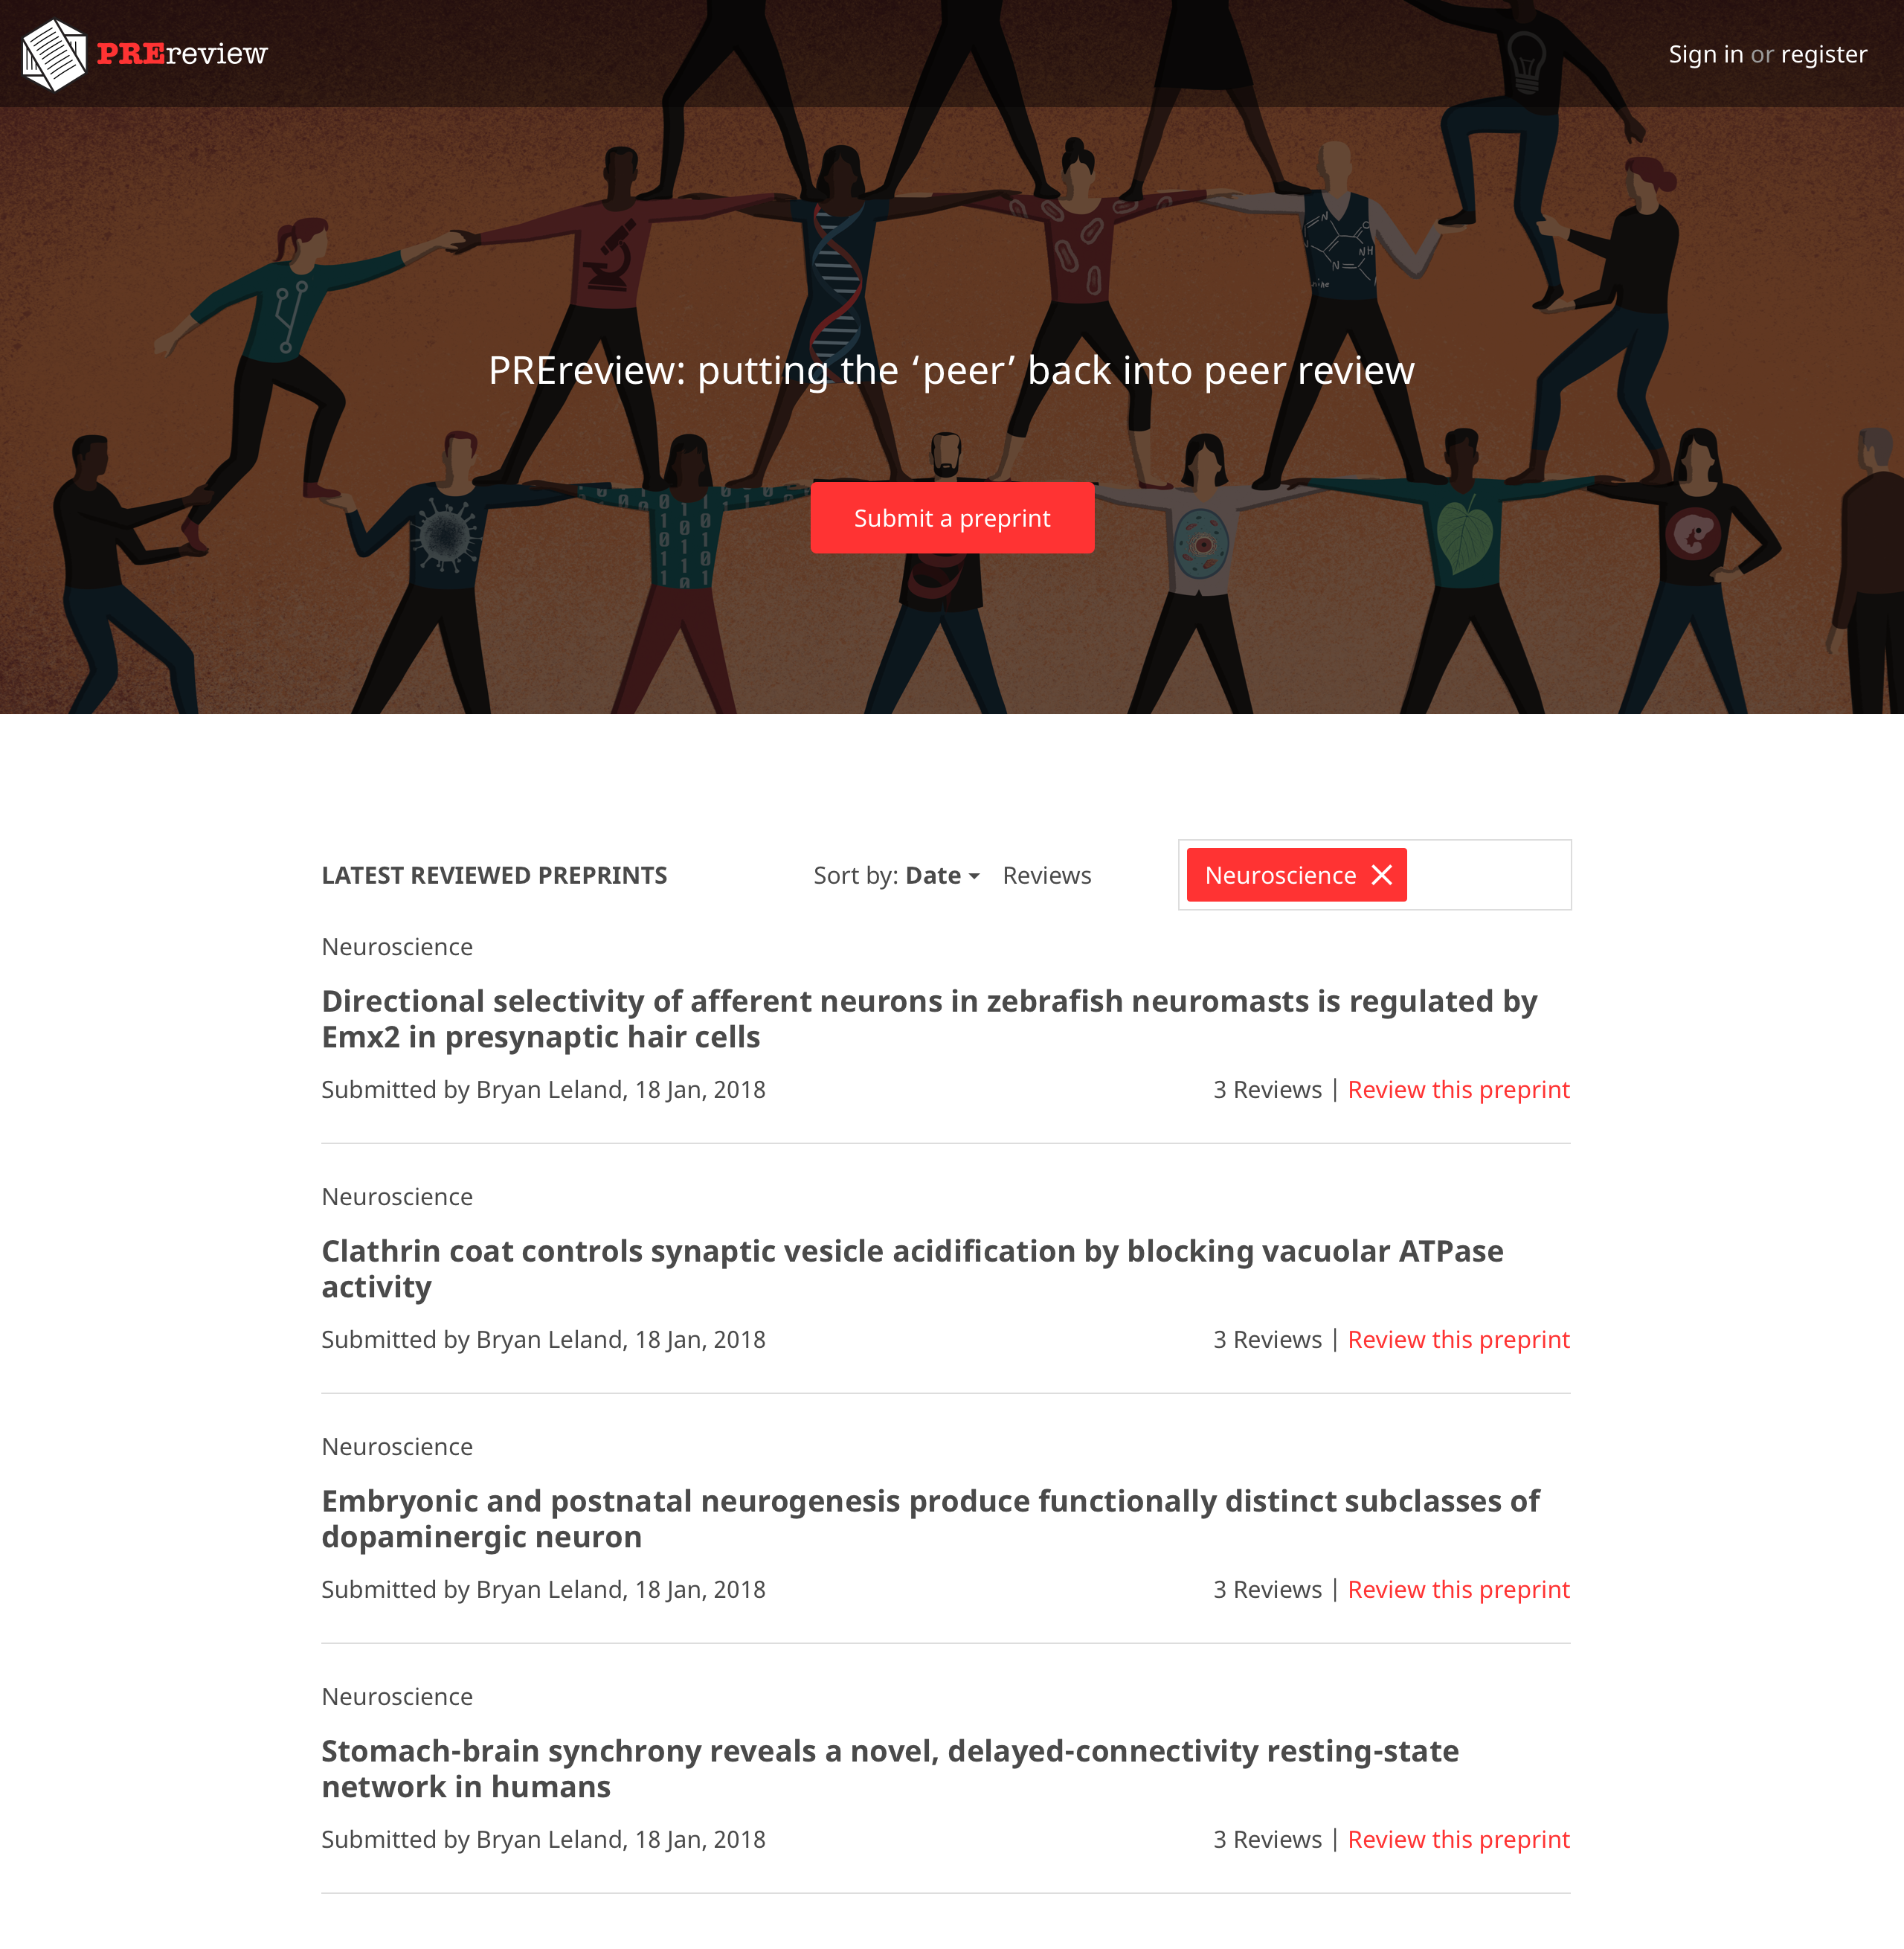 PREreview
Sign in or register
PREreview: putting the ‘peer’ back into peer review
Submit a preprint
LATEST REVIEWED PREPRINTS
Sort by: Date Reviews
Neuroscience
Neuroscience
Directional selectivity of afferent neurons in zebrafish neuromasts is regulated by
Emx2 in presynaptic hair cells
Submitted by Bryan Leland, 18 Jan, 2018
3 Reviews | Review this preprint
Neuroscience
Clathrin coat controls synaptic vesicle acidification by blocking vacuolar ATPase
activity
Submitted by Bryan Leland, 18 Jan, 2018
3 Reviews | Review this preprint
Neuroscience
Embryonic and postnatal neurogenesis produce functionally distinct subclasses of
dopaminergic neuron
Submitted by Bryan Leland, 18 Jan, 2018
3 Reviews | Review this preprint
Neuroscience
Stomach-brain synchrony reveals a novel, delayed-connectivity resting-state
network in humans
Submitted by Bryan Leland, 18 Jan, 2018
3 Reviews | Review this preprint